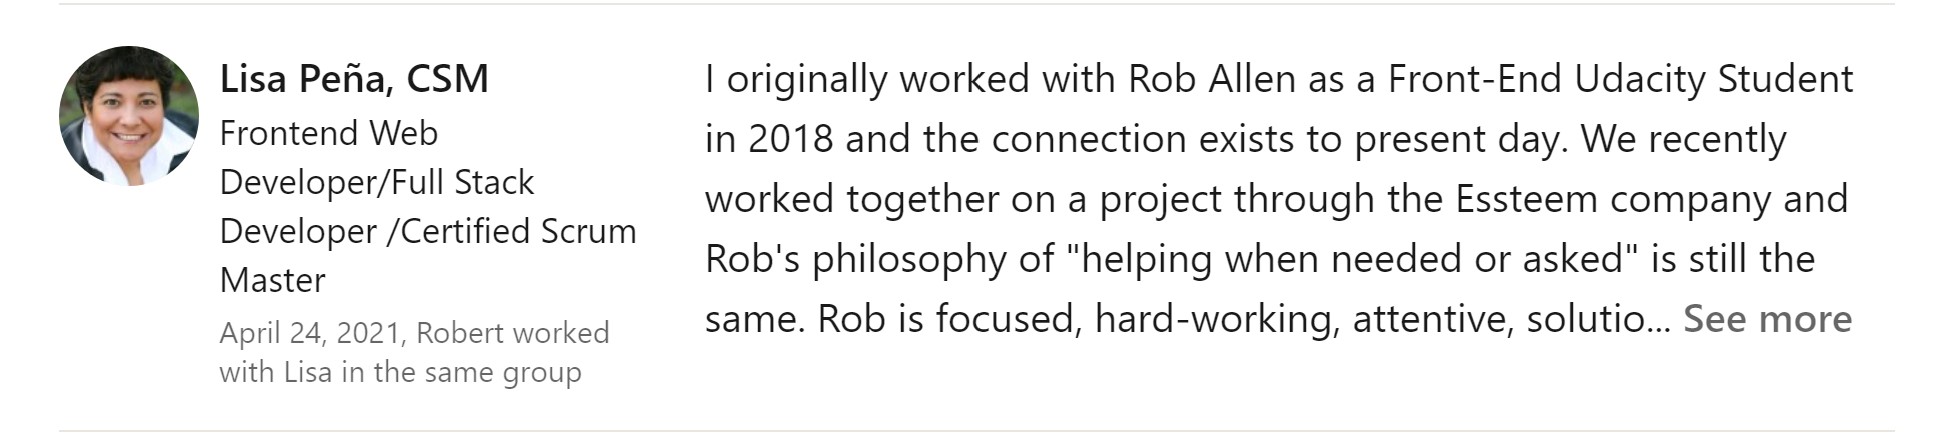 Lisa Peña, CSM
Frontend Web
Developer/Full Stack
Developer /Certified Scrum
Master
April 24, 2021, Robert worked
with Lisa in the same group
I originally worked with Rob Allen as a Front-End Udacity Student
in 2018 and the connection exists to present day. We recently
worked together on a project through the Essteem company and
Rob's philosophy of "helping when needed or asked" is still the
same. Rob is focused, hard-working, attentive, solutio... See more